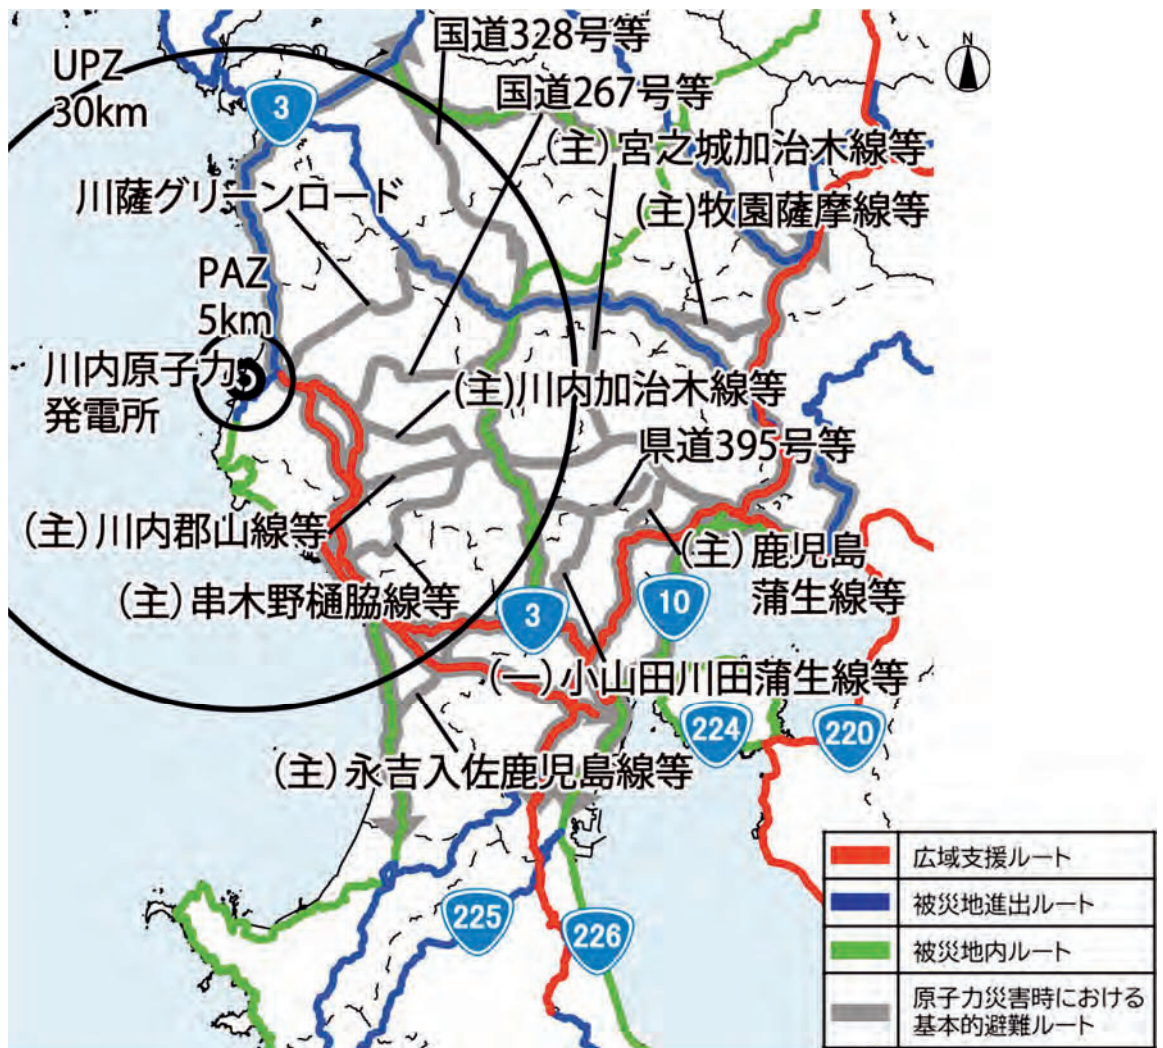 N
国道328号等
UPZ
30km
3
国道267号等
(主)宮之城加治木線等
川薩グリーンロード
(主)牧園薩摩線等
PAZ
5km
川内原子力
発電所
(主)川内加治木線等
県道395号等
(主)川内郡山線等
(主)鹿児島
蒲生線等
(主)串木野樋脇線等
3
10
(一)小山田川田蒲生線等
224
220
(主)永吉入佐鹿児島線等
225
226
広域支援ルート
被災地進出ルート
被災地内ルート
原子力災害時における
基本的避難ルート